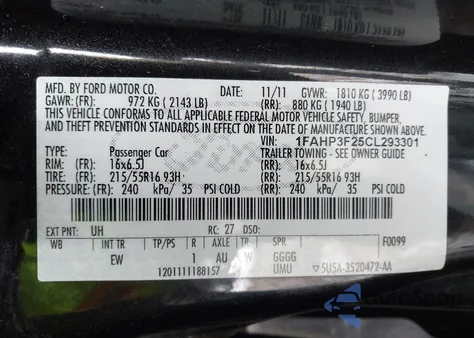 MFD. BY FORD MOTOR CO.
DATE: 11/11 GVWR: 1810 KG ( 3990 LB)
GAWR: (FR): 972 KG ( 2143 LB) (RR): 880 KG ( 1940 LB)
THIS VEHICLE CONFORMS TO ALL APPLICABLE FEDERAL MOTOR VEHICLE SAFETY, BUMPER,
AND THEFT PREVENTION STANDARDS IN EFFECT ON THE DATE OF MANUFACTURE SHOWN ABOVE.
VIN: 1FAHP3F25CL293301
TYPE: Passenger Car TRAILER TOWING - SEE OWNER GUIDE
RIM: (FR): 16x6.5J (RR): 16x6.5J
TIRE: (FR): 215/55R16 93H (RR): 215/55R16 93H
PRESSURE: (FR): 240 kPa/ 35 PSI COLD (RR): 240 kPa/ 35 PSI COLD
EXT PNT: UH RC: 27 DSO: F0099
WB INT TR TP/PS R AXLE TR SPR
EW 1 AU W GGGG
1201111188157 UMU 5U5A-3520472-AA
AutoSnap